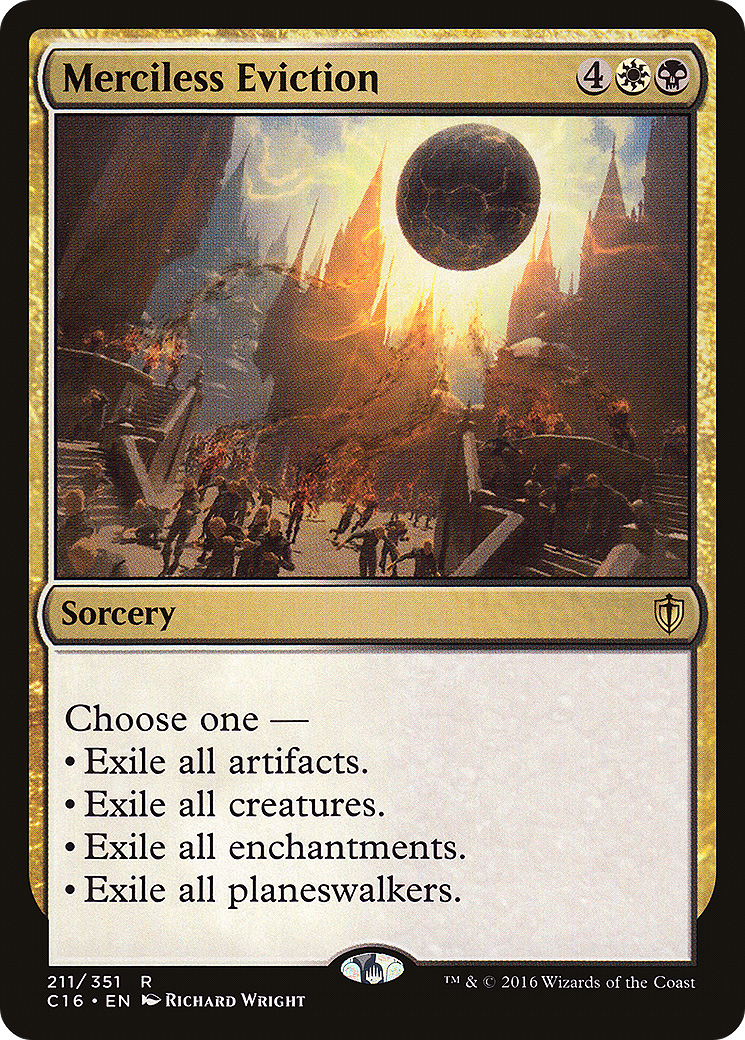 Merciless Eviction 4
Sorcery
Choose one —
• Exile all artifacts.
• Exile all creatures.
• Exile all enchantments.
• Exile all planeswalkers.
211/351 R
C16 • EN Richard Wright
™ & © 2016 Wizards of the Coast